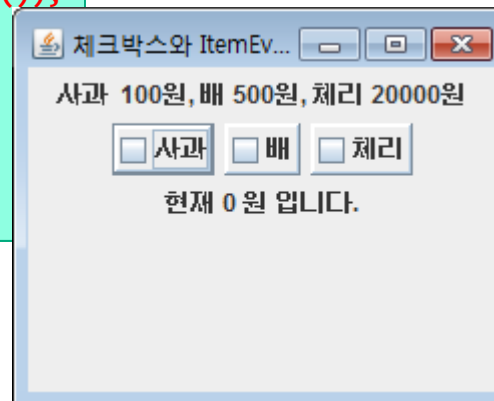 ());
체크박스와 ItemEv...
사과 100원, 배 500원, 체리 20000원
사과 배 체리
현재 0 원 입니다.